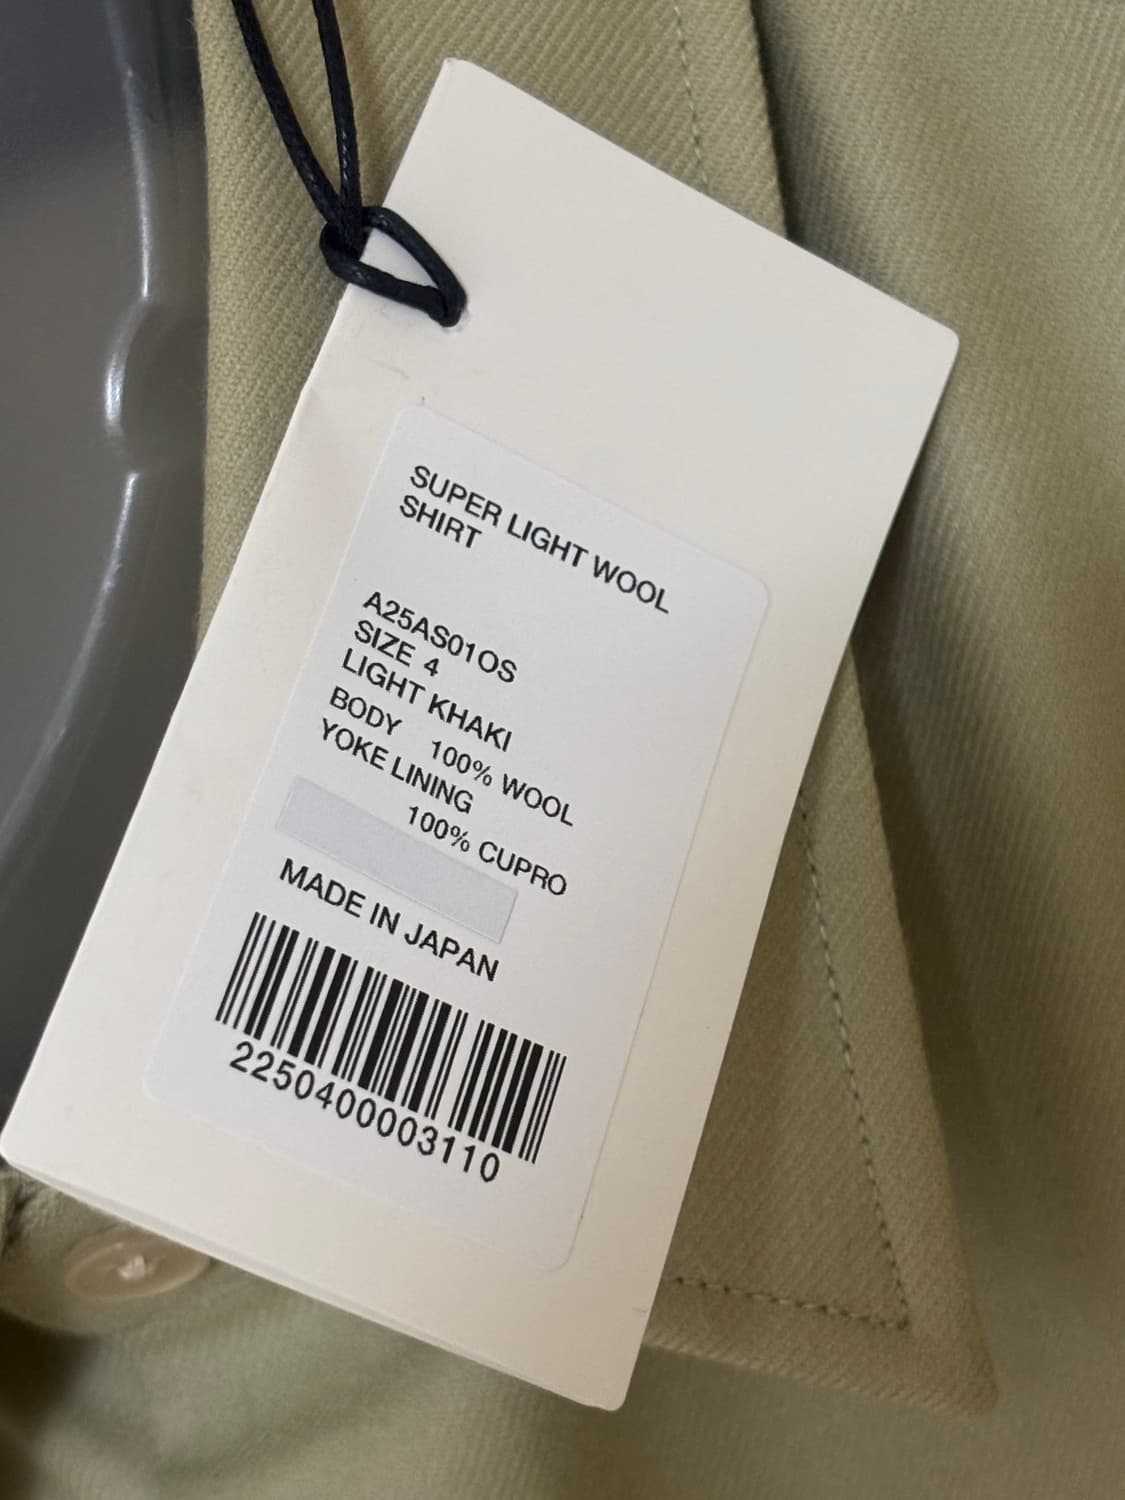 SUPER LIGHT WOOL
SHIRT
A25AS01OS
SIZE 4
LIGHT KHAKI
BODY 100% WOOL
YOKE LINING
100% CUPRO
MADE IN JAPAN
2250400003110